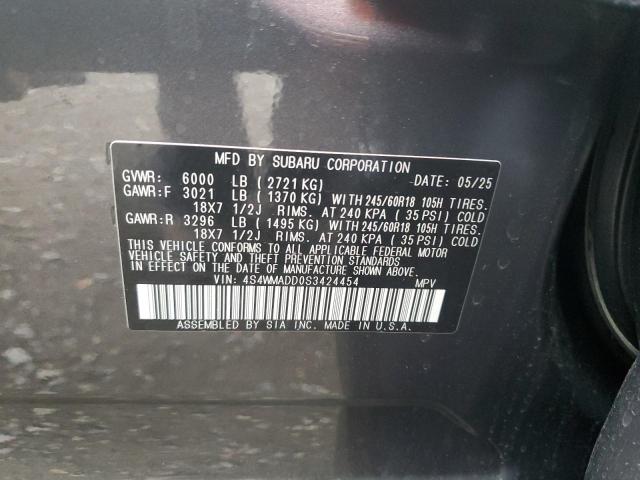 MFD BY SUBARU CORPORATION
GVWR: 6000 LB ( 2721 KG) DATE: 05/25
GAWR:F 3021 LB ( 1370 KG) WITH 245/60R18 105H TIRES.
18X7 1/2J RIMS. AT 240 KPA ( 35 PSI) COLD
GAWR:R 3296 LB ( 1495 KG) WITH 245/60R18 105H TIRES.
18X7 1/2J RIMS. AT 240 KPA ( 35 PSI) COLD
THIS VEHICLE CONFORMS TO ALL APPLICABLE FEDERAL MOTOR
VEHICLE SAFETY AND THEFT PREVENTION STANDARDS
IN EFFECT ON THE DATE OF MANUFACTURE SHOWN ABOVE.
VIN: 4S4WMADD0S3424454 MPV
ASSEMBLED BY SIA INC. MADE IN U.S.A.